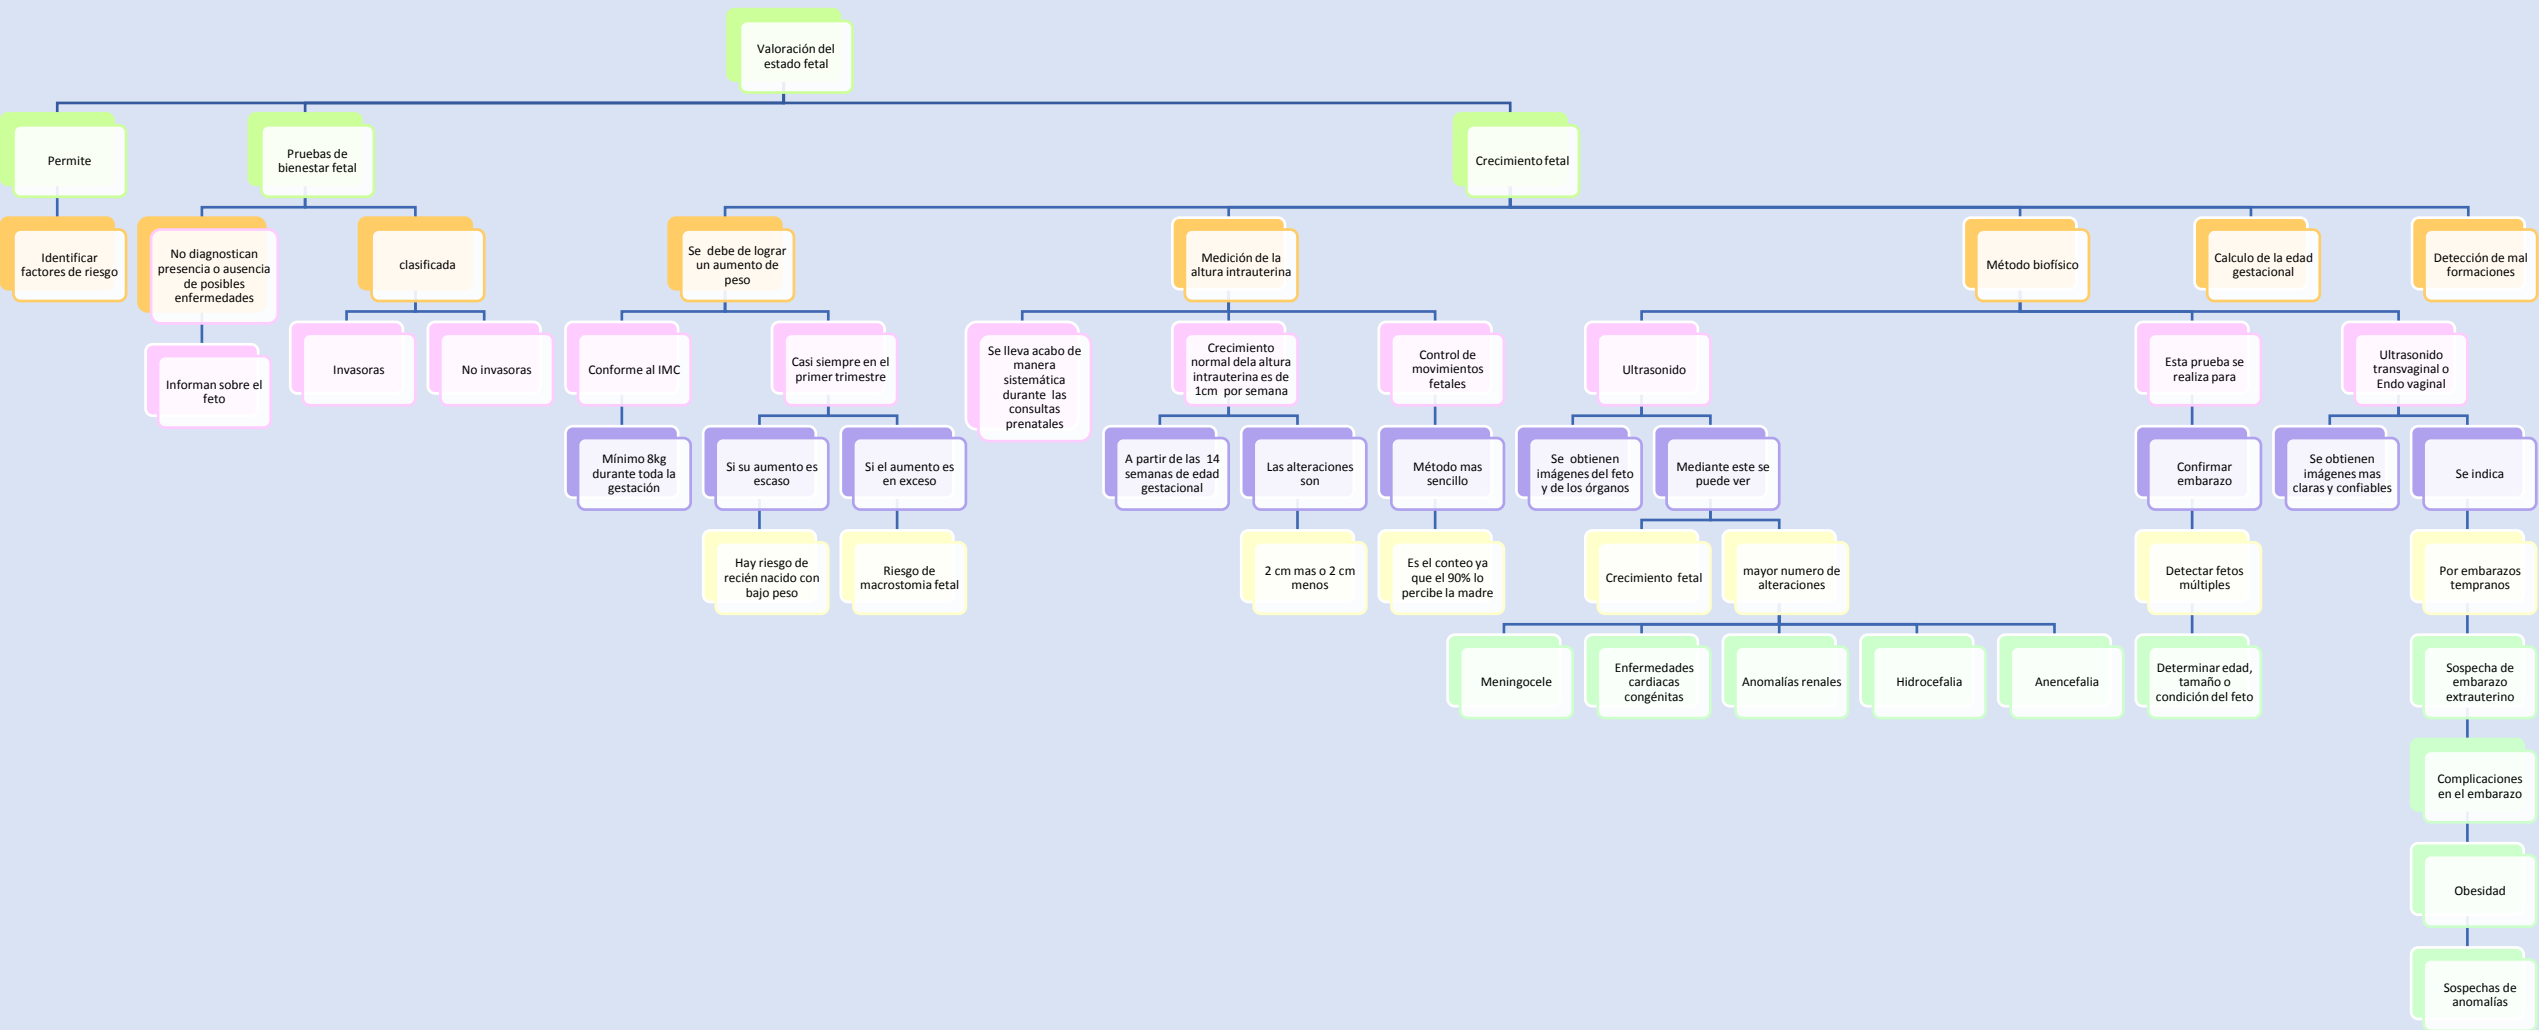 Valoración del
estado fetal
Permite
Pruebas de
bienestar fetal
Crecimiento fetal
Identificar
factores de riesgo
No diagnostican
presencia o ausencia
de posibles
enfermedades
clasificada
Se debe de lograr
un aumento de
peso
Medición de la
altura intrauterina
Método biofísico
Calculo de la edad
gestacional
Detección de mal
formaciones
Informan sobre el
feto
Invasoras
No invasoras
Conforme al IMC
Casi siempre en el
primer trimestre
Se lleva acabo de
manera
sistemática
durante las
consultas
prenatales
Crecimiento
normal dela altura
intrauterina es de
1cm por semana
Control de
movimientos
fetales
Ultrasonido
Esta prueba se
realiza para
Ultrasonido
transvaginal o
Endo vaginal
Mínimo 8kg
durante toda la
gestación
Si su aumento es
escaso
Si el aumento es
en exceso
A partir de las 14
semanas de edad
gestacional
Las alteraciones
son
Método mas
sencillo
Se obtienen
imágenes del feto
y de los órganos
Mediante este se
puede ver
Confirmar
embarazo
Se obtienen
imágenes mas
claras y confiables
Se indica
Hay riesgo de
recién nacido con
bajo peso
Riesgo de
macrostomia fetal
2 cm mas o 2 cm
menos
Es el conteo ya
que el 90% lo
percibe la madre
Crecimiento fetal
mayor numero de
alteraciones
Detectar fetos
múltiples
Por embarazos
tempranos
Meningocele
Enfermedades
cardiacas
congénitas
Anomalías renales
Hidrocefalia
Anencefalia
Determinar edad,
tamaño o
condición del feto
Sospecha de
embarazo
extrauterino
Complicaciones
en el embarazo
Obesidad
Sospechas de
anomalías